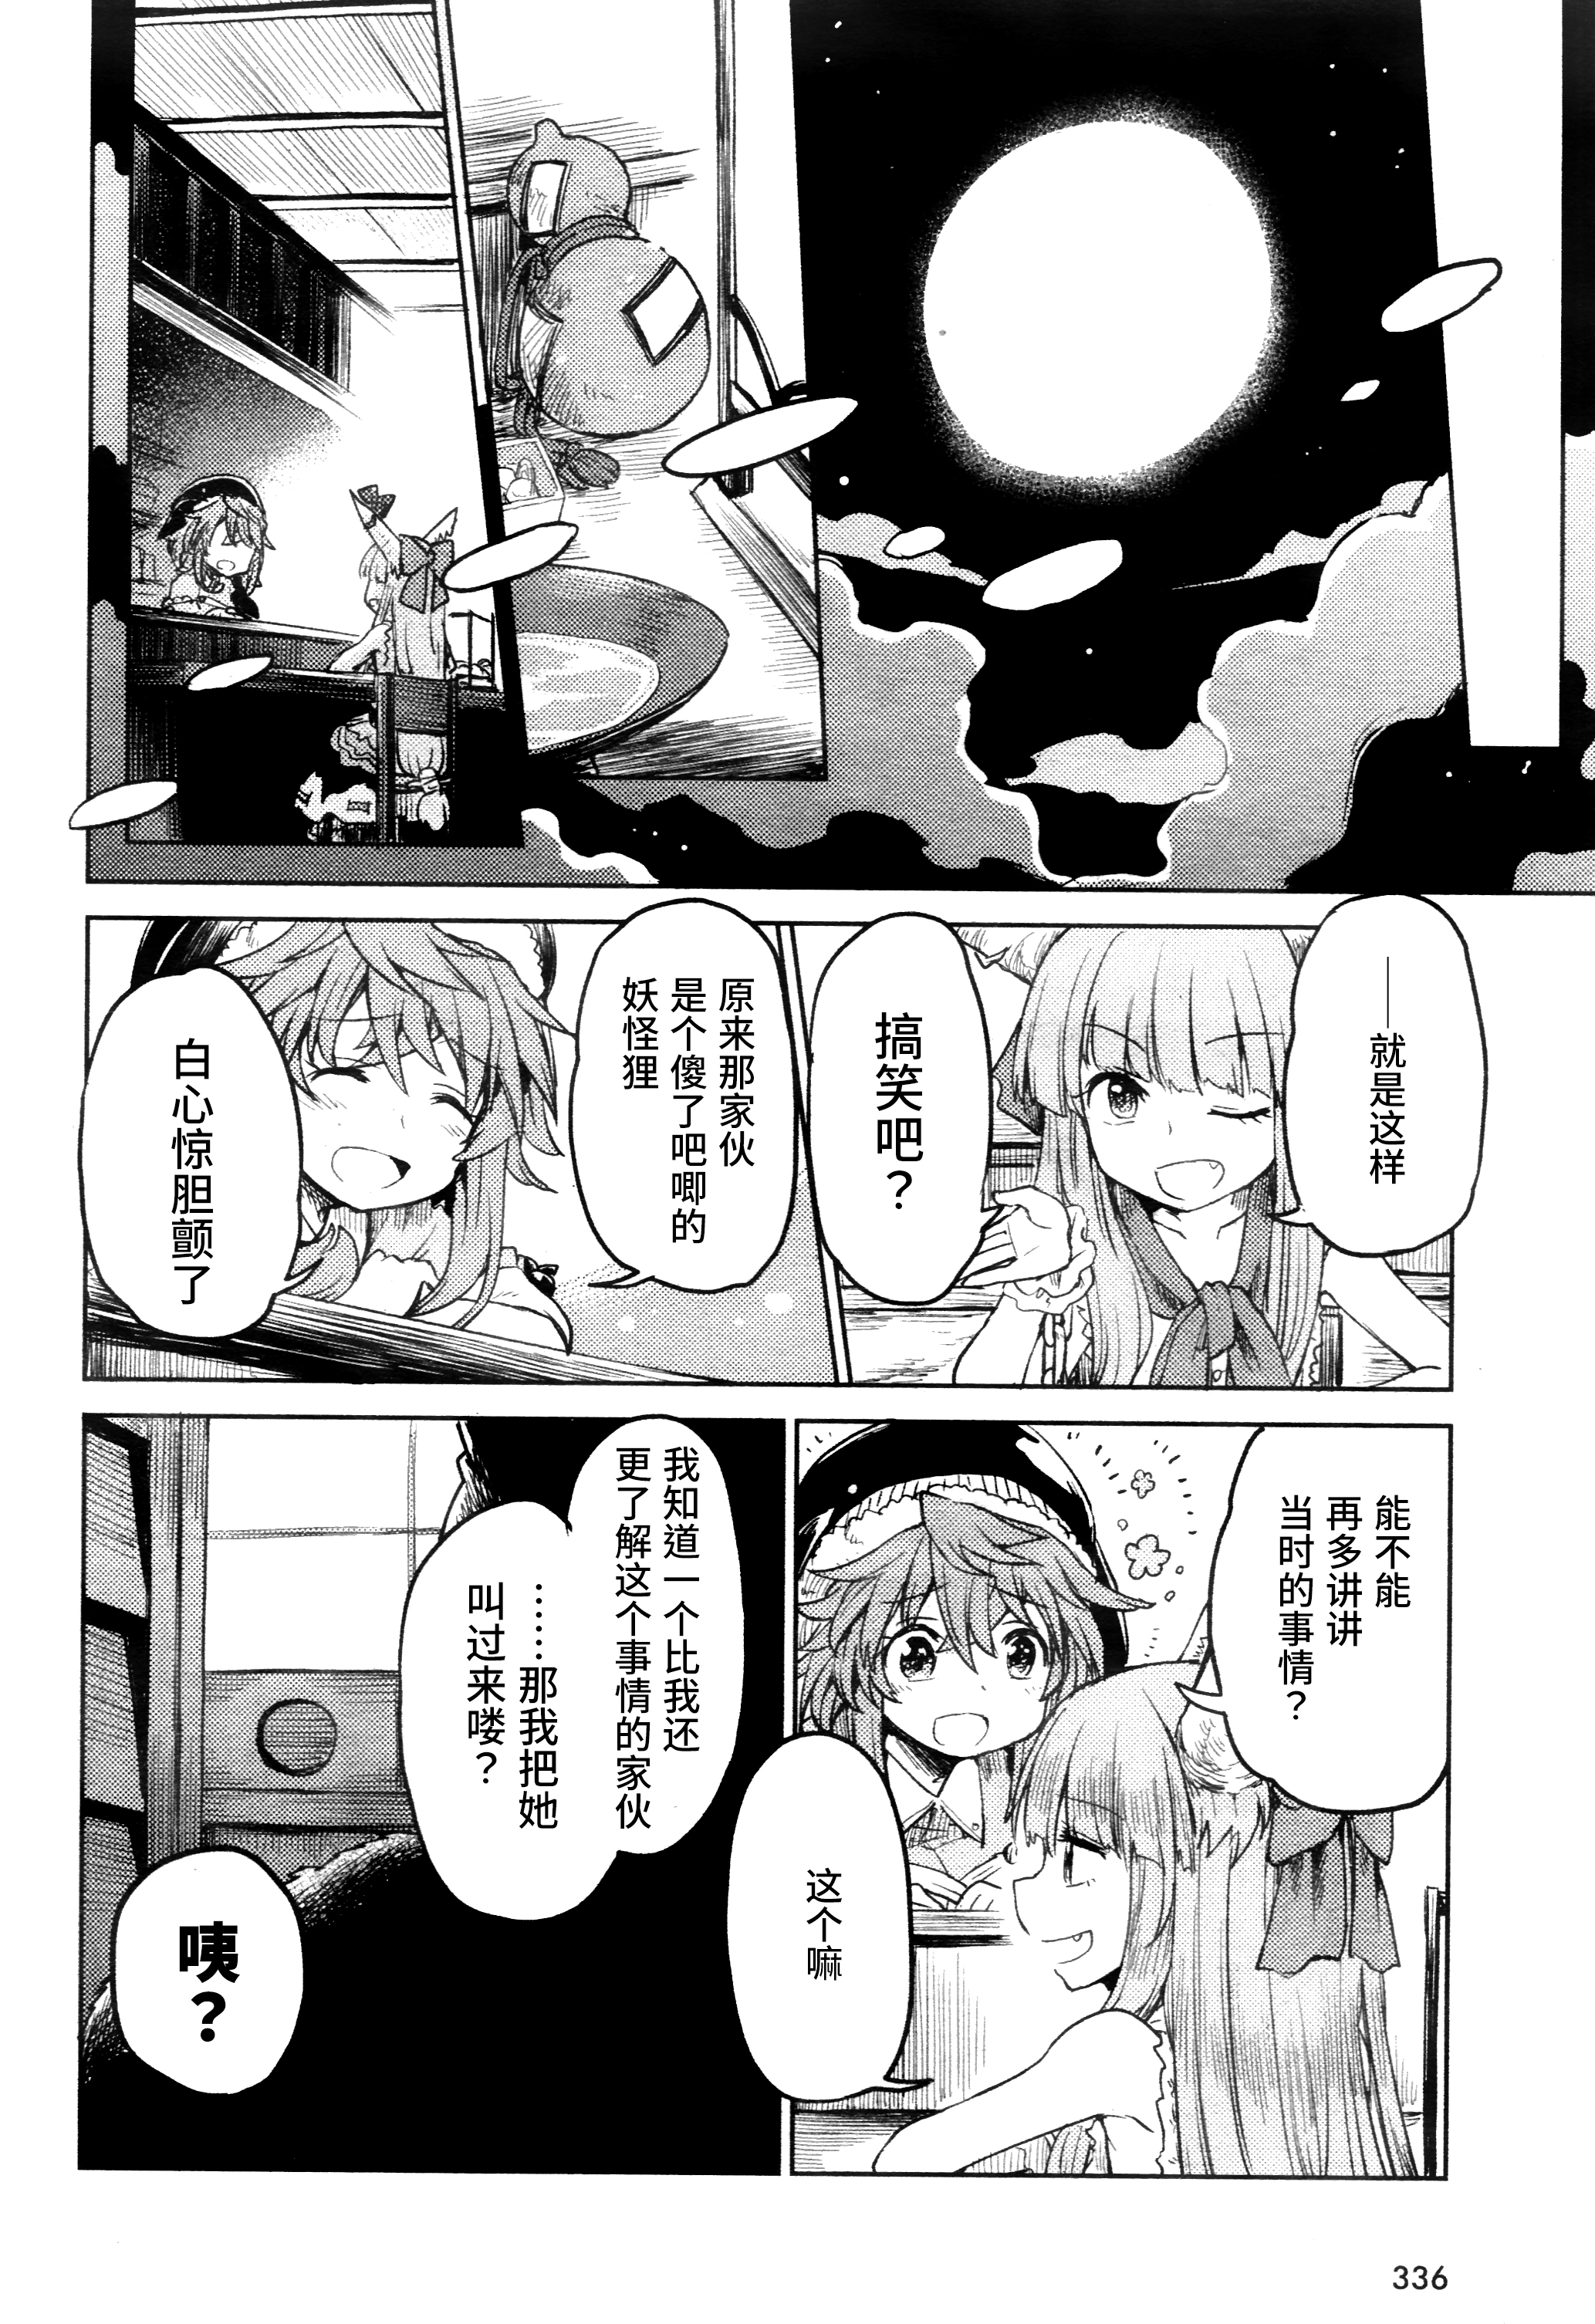 ——就是这样
搞笑吧？
原来那家伙
是个傻了吧唧的
妖怪狸
白心惊胆颤了
能不能
再多讲讲
当时的事情？
这个嘛
我知道一个比我还
更了解这个事情的家伙
……那我把她
叫过来喽？
咦？
336